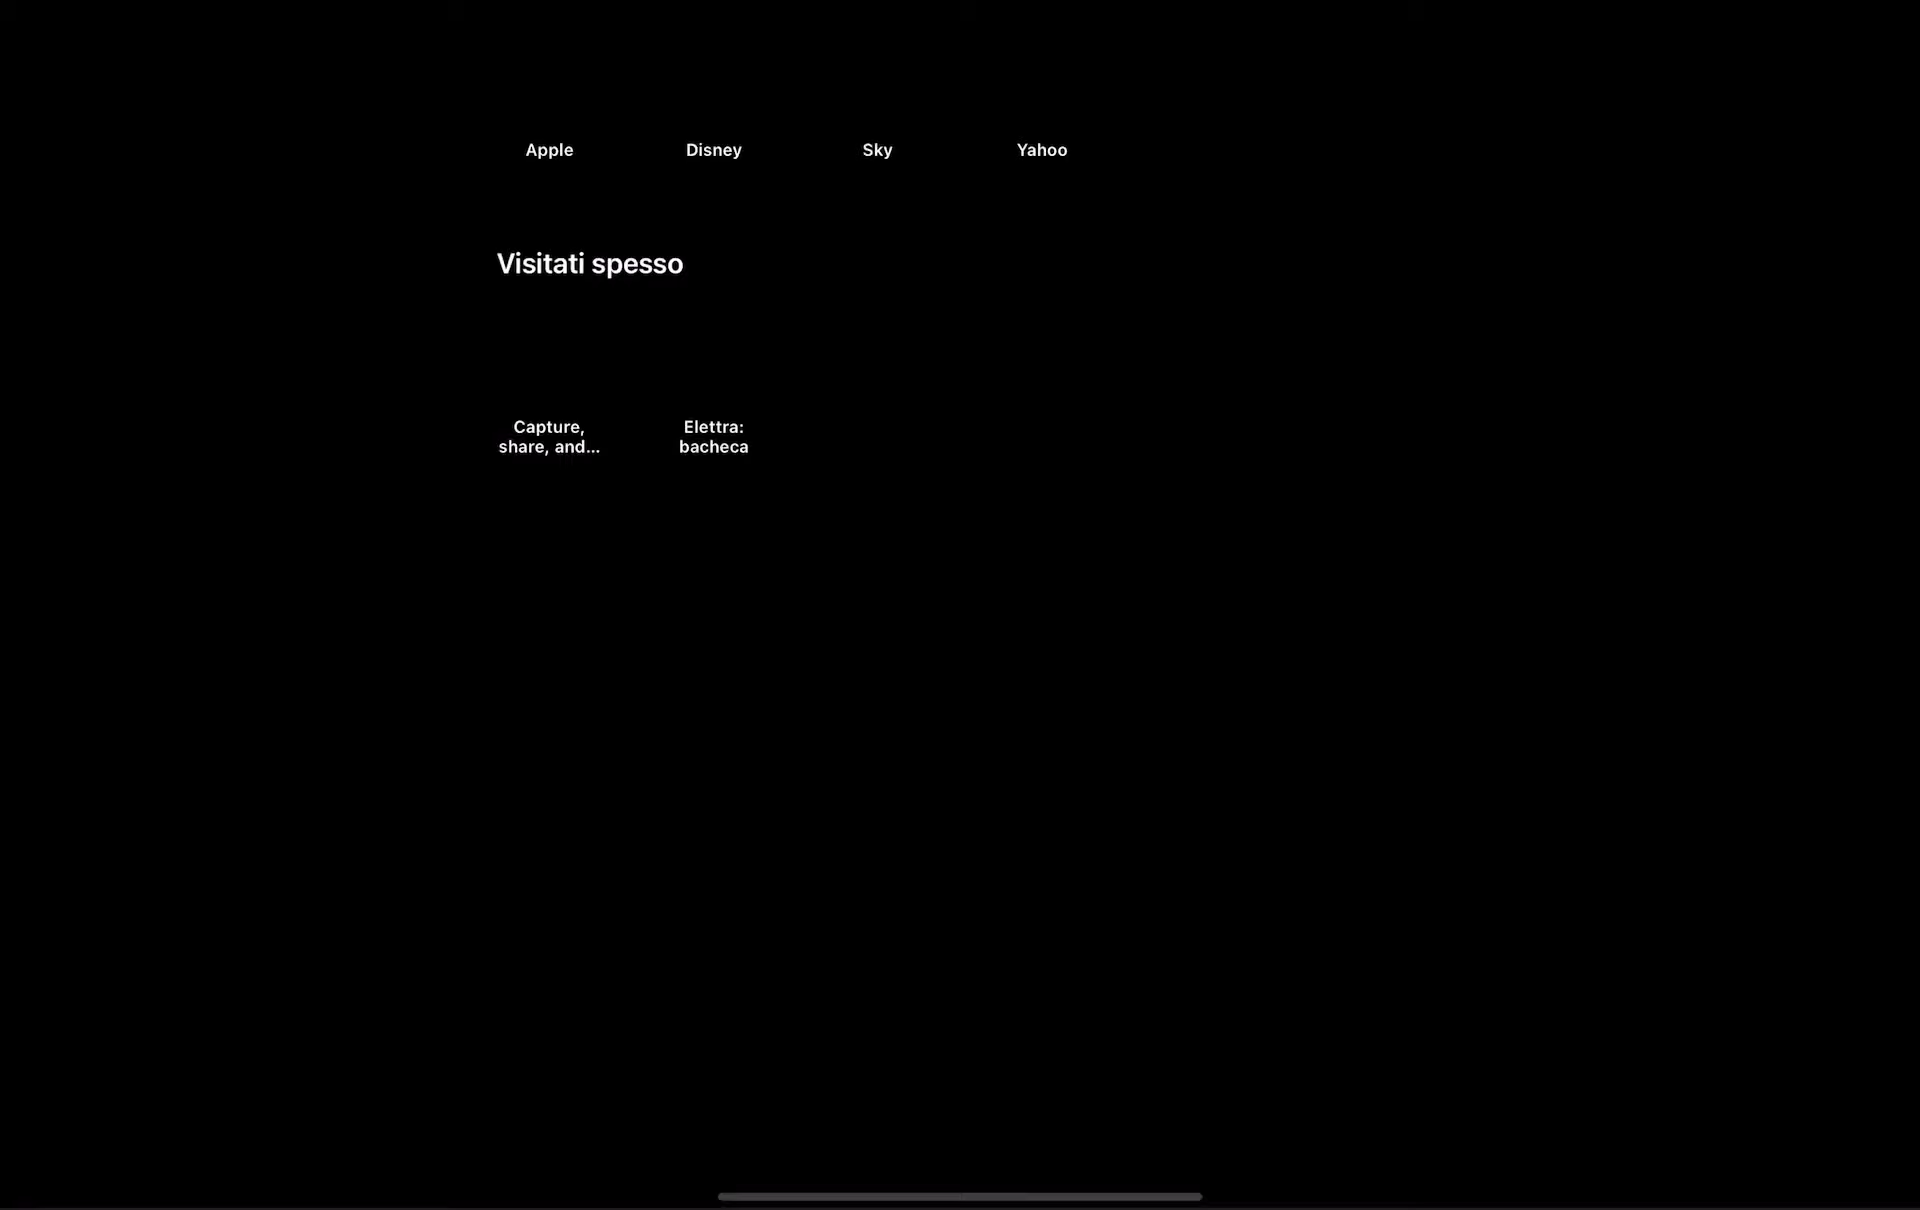 Apple Disney Sky Yahoo
Visitati spesso
Capture,
share, and...
Elettra:
bacheca